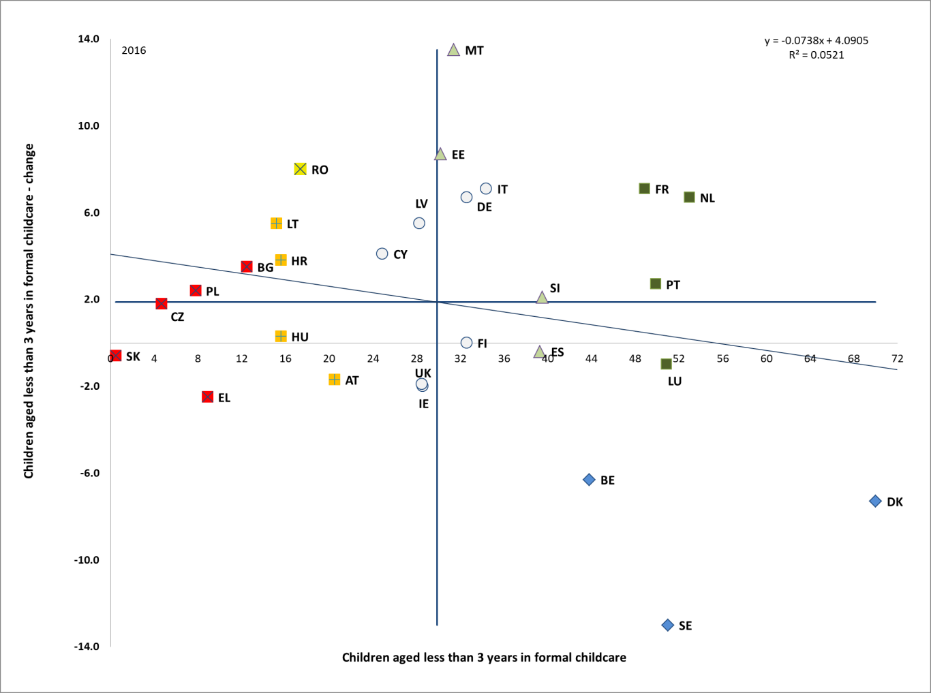 14.0
2016
y = -0.0738x + 4.0905
R² = 0.0521
MT
10.0
EE
RO
IT
FR
NL
LV
DE
6.0
LT
CY
HR
BG
SI
PT
PL
2.0
CZ
HU
FI
SK
0 4 8 12 16 20 24 28 32 36 40 44 48 52 56 60 64 68 72
ES
UK
AT
LU
-2.0
EL
IE
-6.0
BE
DK
-10.0
SE
-14.0
Children aged less than 3 years in formal childcare - change
Children aged less than 3 years in formal childcare